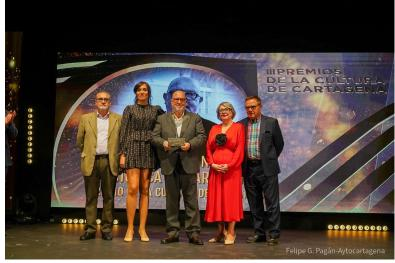 III PREMIOS
DE LA CULTURA
DE CARTAGENA
Felipe G. Pagán-Aytocartagena